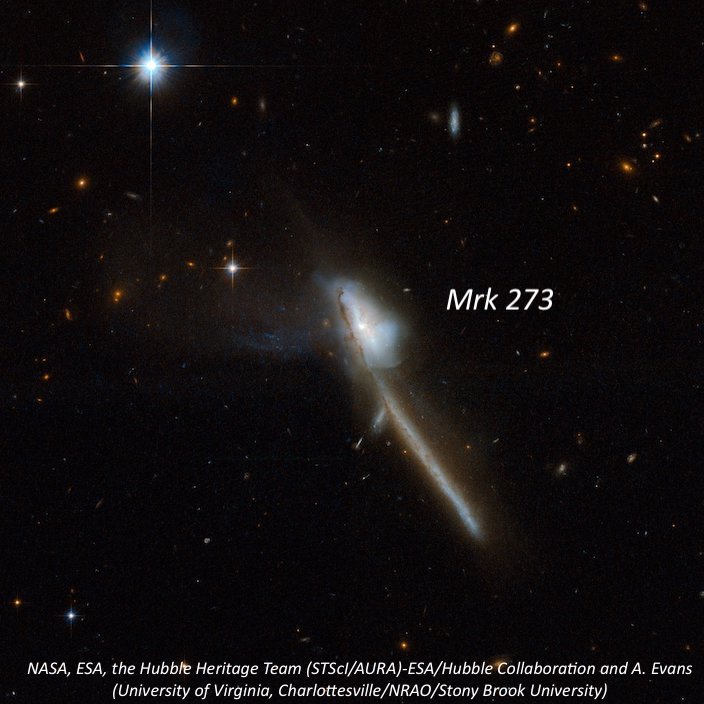 Mrk 273
NASA, ESA, the Hubble Heritage Team (STScI/AURA)-ESA/Hubble Collaboration and A. Evans
(University of Virginia, Charlottesville/NRAO/Stony Brook University)